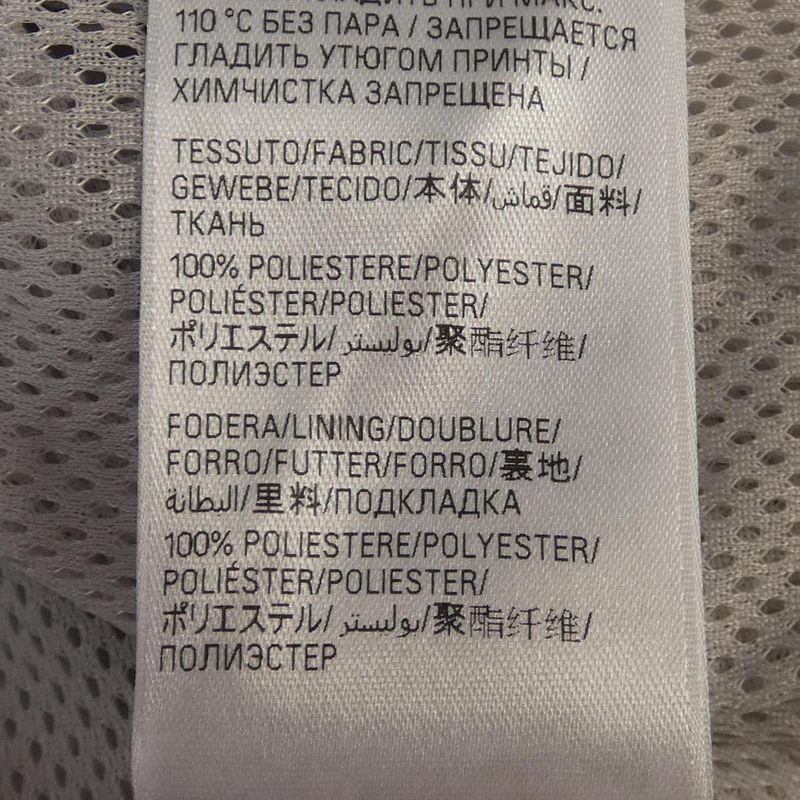 ГЛАДИТЬ ПРИ МАКС.
110 °C БЕЗ ПАРА / ЗАПРЕЩАЕТСЯ
ГЛАДИТЬ УТЮГОМ ПРИНТЫ /
ХИМЧИСТКА ЗАПРЕЩЕНА
TESSUTO/FABRIC/TISSU/TEJIDO/
GEWEBE/TECIDO/本体/قماش/面料/
ТКАНЬ
100% POLIESTERE/POLYESTER/
POLIÉSTER/POLIESTER/
ポリエステル/بوليستر/聚酯纤维/
ПОЛИЭСТЕР
FODERA/LINING/DOUBLURE/
FORRO/FUTTER/FORRO/裏地/
البطانة/里料/ПОДКЛАДКА
100% POLIESTERE/POLYESTER/
POLIÉSTER/POLIESTER/
ポリエステル/بوليستر/聚酯纤维/
ПОЛИЭСТЕР